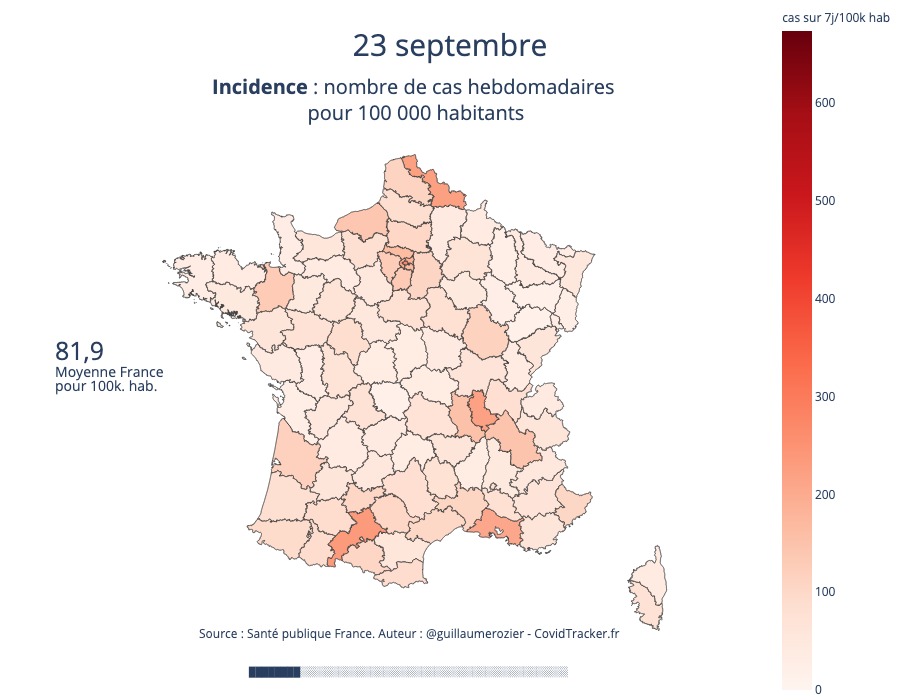 cas sur 7j/100k hab
23 septembre
Incidence : nombre de cas hebdomadaires
pour 100 000 habitants
600
500
400
300
200
100
0
81,9
Moyenne France
pour 100k. hab.
Source : Santé publique France. Auteur : @guillaumerozier - CovidTracker.fr